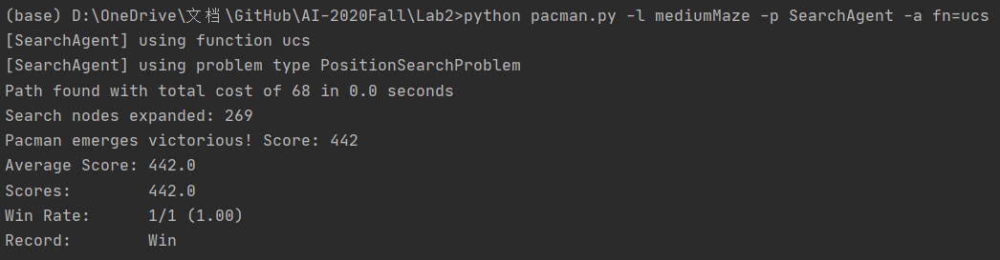 (base) D:\OneDrive\文档\GitHub\AI-2020Fall\Lab2>python pacman.py -l mediumMaze -p SearchAgent -a fn=ucs
[SearchAgent] using function ucs
[SearchAgent] using problem type PositionSearchProblem
Path found with total cost of 68 in 0.0 seconds
Search nodes expanded: 269
Pacman emerges victorious! Score: 442
Average Score: 442.0
Scores:        442.0
Win Rate:      1/1 (1.00)
Record:        Win